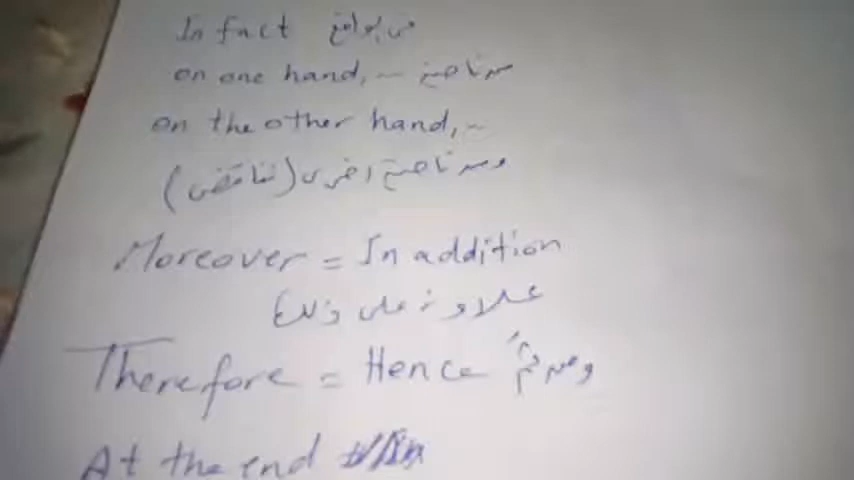 In fact في الواقع
on one hand, ~ من ناحية
on the other hand, ~
ومن ناحية اخرى (تناقض)
Moreover = In addition
علاوة على ذلك
Therefore = Hence ومن ثم
At the end